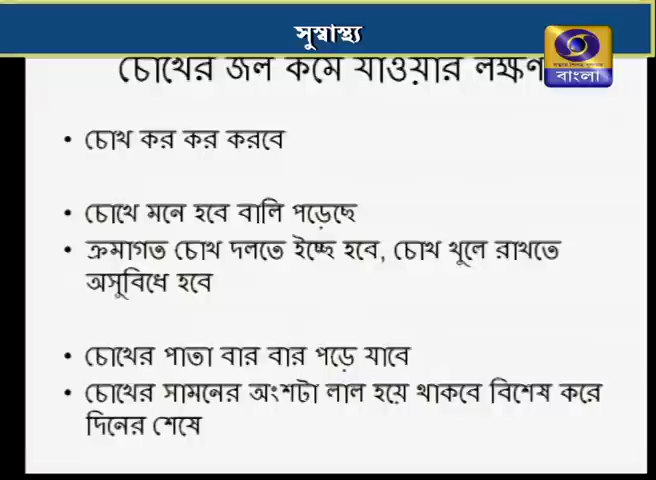 সুস্বাস্থ্য
চোখের জল কমে যাওয়ার লক্ষণ
বাংলা
• চোখ কর কর করবে
• চোখে মনে হবে বালি পড়েছে
• ক্রমাগত চোখ দলতে ইচ্ছে হবে, চোখ খুলে রাখতে
অসুবিধে হবে
• চোখের পাতা বার বার পড়ে যাবে
• চোখের সামনের অংশটা লাল হয়ে থাকবে বিশেষ করে
দিনের শেষে